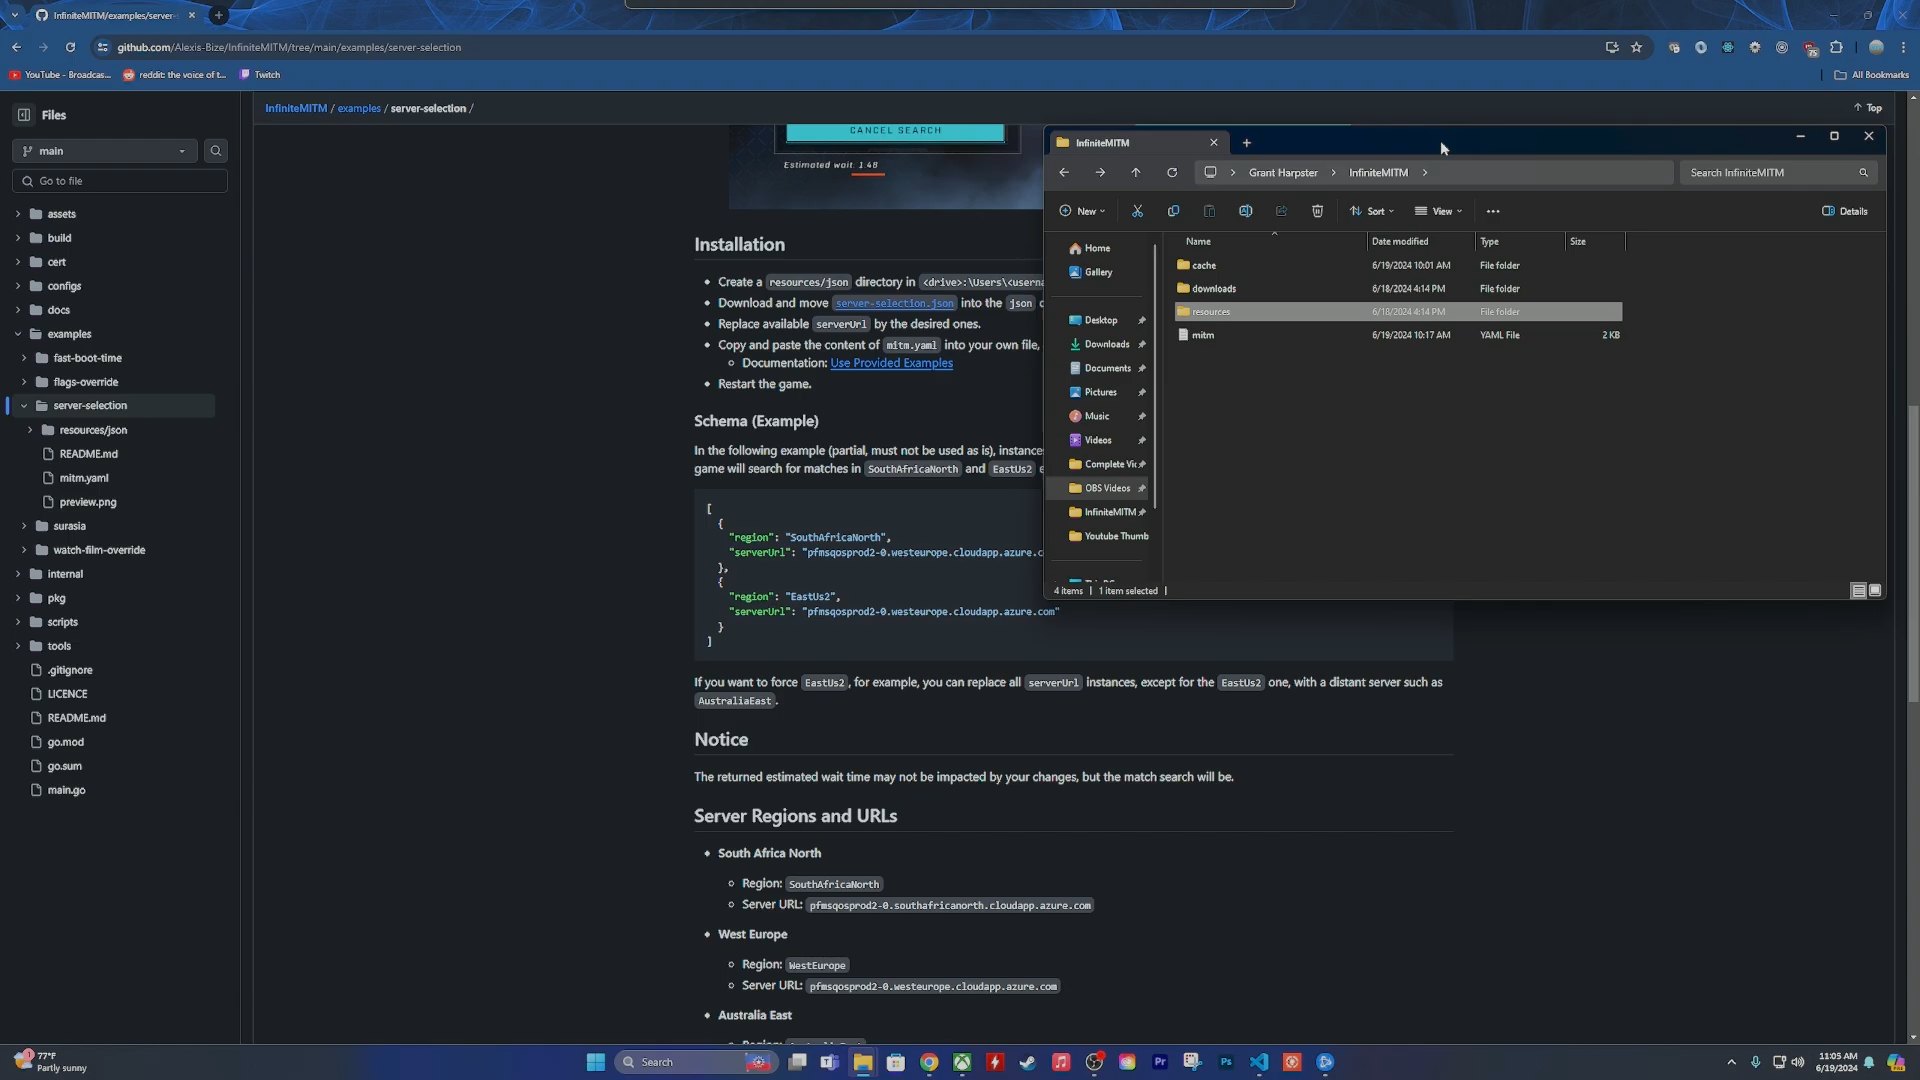 InfiniteMITM/examples/server-
github.com/Alexis-Bize/InfiniteMITM/tree/main/examples/server-selection
75
YouTube - Broadcas...
reddit: the voice of t...
Twitch
All Bookmarks
Files
main
Go to file
assets
build
cert
configs
docs
examples
fast-boot-time
flags-override
server-selection
resources/json
README.md
mitm.yaml
preview.png
surasia
watch-film-override
internal
pkg
scripts
tools
.gitignore
LICENCE
README.md
go.mod
go.sum
main.go
InfiniteMITM / examples / server-selection /
Top
CANCEL SEARCH
Estimated wait: 1:48
Installation
Create a resources/json directory in <drive>:\Users\<userna
Download and move server-selection.json into the json
Replace available serverUrl by the desired ones.
Copy and paste the content of mitm.yaml into your own file,
Documentation: Use Provided Examples
Restart the game.
Schema (Example)
In the following example (partial, must not be used as is), instances
game will search for matches in SouthAfricaNorth and EastUs2
[
{
"region": "SouthAfricaNorth",
"serverUrl": "pfmsqosprod2-0.westeurope.cloudapp.azure.c
},
{
"region": "EastUs2",
"serverUrl": "pfmsqosprod2-0.westeurope.cloudapp.azure.com"
}
]
If you want to force EastUs2, for example, you can replace all serverUrl instances, except for the EastUs2 one, with a distant server such as
AustraliaEast.
Notice
The returned estimated wait time may not be impacted by your changes, but the match search will be.
Server Regions and URLs
South Africa North
Region: SouthAfricaNorth
Server URL: pfmsqosprod2-0.southafricanorth.cloudapp.azure.com
West Europe
Region: WestEurope
Server URL: pfmsqosprod2-0.westeurope.cloudapp.azure.com
Australia East
InfiniteMITM
Grant Harpster > InfiniteMITM >
Search InfiniteMITM
New
Sort
View
Details
Name Date modified Type Size
cache 6/19/2024 10:01 AM File folder
downloads 6/18/2024 4:14 PM File folder
resources 6/18/2024 4:14 PM File folder
mitm 6/19/2024 10:17 AM YAML File 2 KB
Home
Gallery
Desktop
Downloads
Documents
Pictures
Music
Videos
Complete Vic
OBS Videos
InfiniteMITM
Youtube Thumb
4 items | 1 item selected |
77°F
Partly sunny
Search
Pr
Ps
11:05 AM
6/19/2024